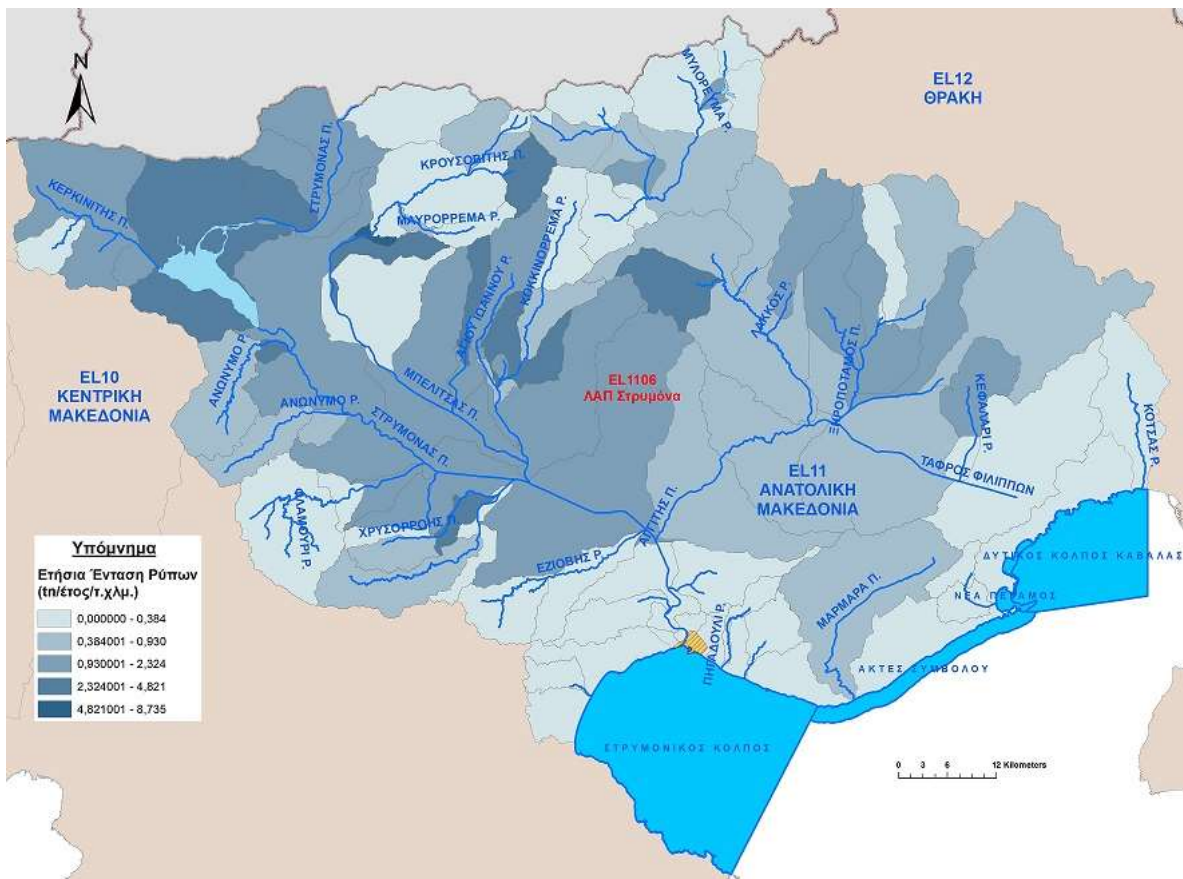 N
ΜΥΛΟΡΕΥΜΑ Ρ.
EL12
ΘΡΑΚΗ
ΣΤΡΥΜΟΝΑΣ Π.
ΚΡΟΥΣΟΒΙΤΗΣ Π.
ΚΕΡΚΙΝΙΤΗΣ Π.
ΜΑΥΡΟΡΡΕΜΑ Ρ.
ΚΟΚΚΙΝΟΡΡΕΜΑ Ρ.
ΑΓΙΟΥ ΙΩΑΝΝΟΥ Ρ.
ΛΑΚΚΟΣ Ρ.
ΞΗΡΟΠΟΤΑΜΟΣ Π.
ΑΝΩΝΥΜΟ Ρ.
EL10
ΚΕΝΤΡΙΚΗ
ΜΑΚΕΔΟΝΙΑ
ΜΠΕΛΙΤΣΑΣ Π.
EL1106
ΛΑΠ Στρυμόνα
ΚΕΦΑΛΑΡΙ Ρ.
ΚΟΤΣΑΣ Ρ.
ΑΝΩΝΥΜΟ Ρ.
ΣΤΡΥΜΟΝΑΣ Π.
EL11
ΑΝΑΤΟΛΙΚΗ
ΜΑΚΕΔΟΝΙΑ
ΤΑΦΡΟΣ ΦΙΛΙΠΠΩΝ
ΦΛΑΜΟΥΡΙ Ρ.
ΧΡΥΣΟΡΡΟΗΣ Π.
ΑΓΓΙΤΗΣ Π.
ΕΖΙΟΒΗΣ Ρ.
ΔΥΤΙΚΟΣ ΚΟΛΠΟΣ ΚΑΒΑΛΑΣ
ΝΕΑ ΠΕΡΑΜΟΣ
ΜΑΡΜΑΡΑ Π.
ΠΗΓΑΔΟΥΛΙ Ρ.
ΑΚΤΕΣ ΣΥΜΒΟΛΟΥ
ΣΤΡΥΜΟΝΙΚΟΣ ΚΟΛΠΟΣ
Υπόμνημα
Ετήσια Ένταση Ρύπων
(tn/έτος/τ.χλμ.)
0,000000 - 0,384
0,384001 - 0,930
0,930001 - 2,324
2,324001 - 4,821
4,821001 - 8,735
0 3 6 12 Kilometers